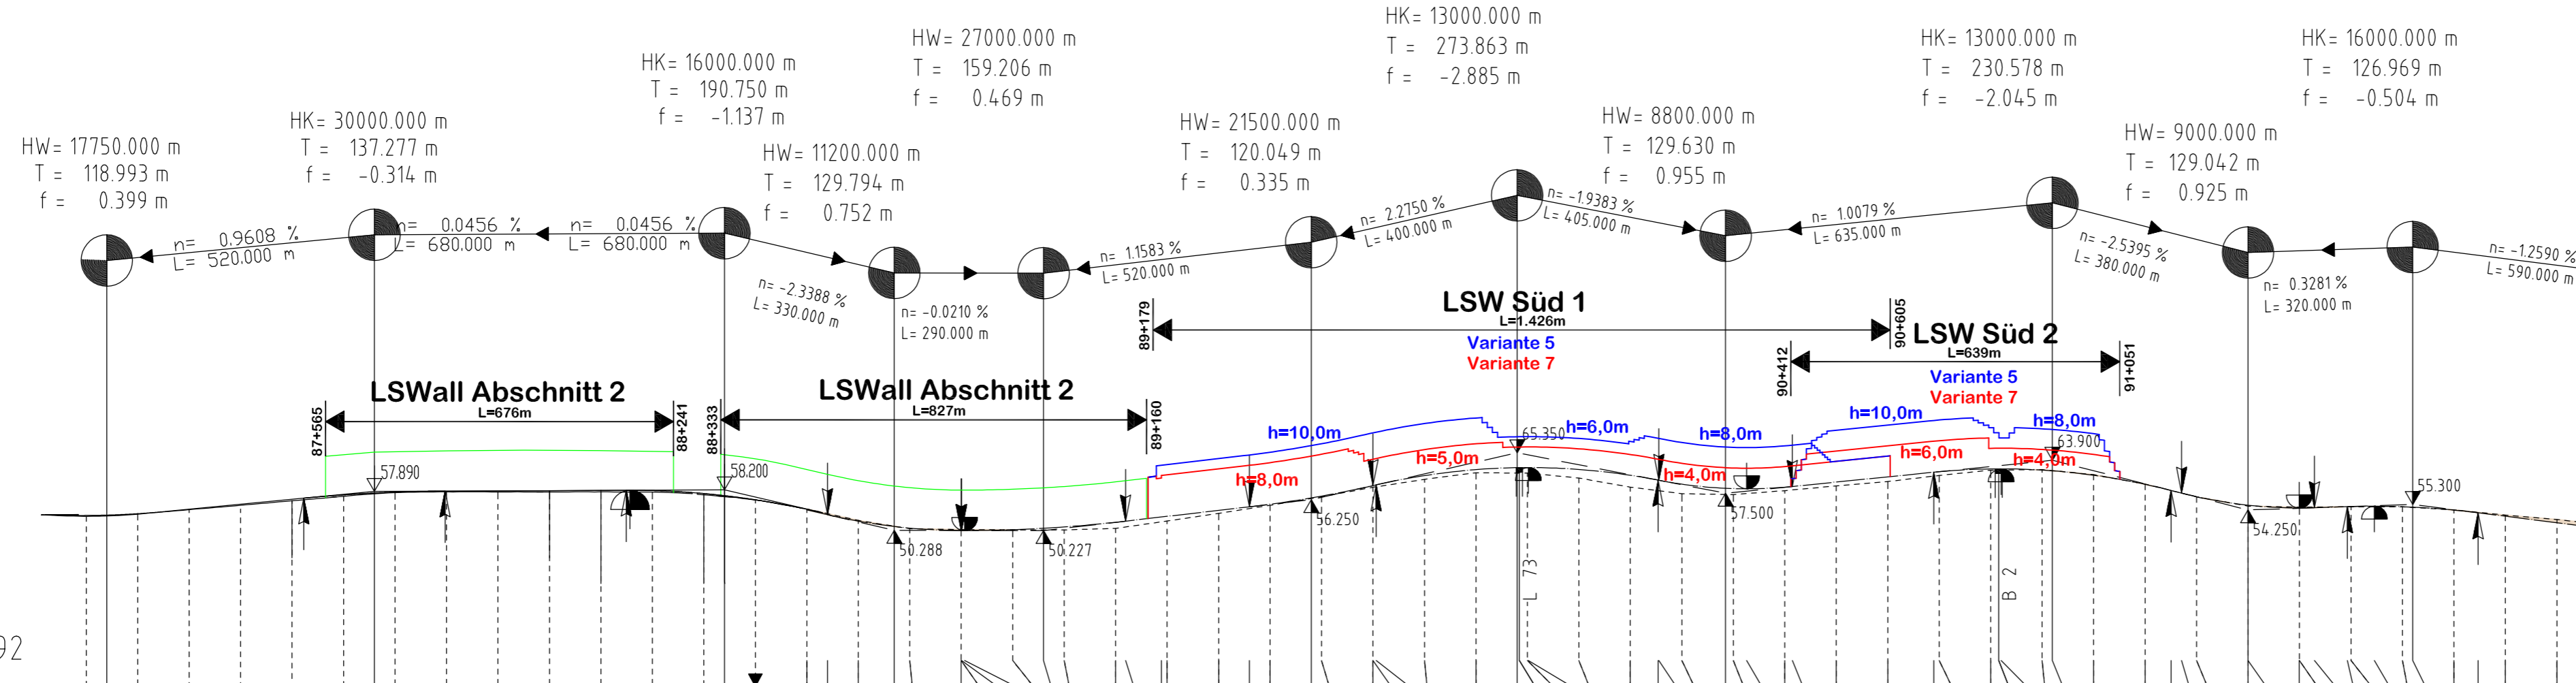 HW= 17750.000 m
T = 118.993 m
f = 0.399 m
HK= 30000.000 m
T = 137.277 m
f = -0.314 m
HK= 16000.000 m
T = 190.750 m
f = -1.137 m
HW= 11200.000 m
T = 129.794 m
f = 0.752 m
HW= 27000.000 m
T = 159.206 m
f = 0.469 m
HW= 21500.000 m
T = 120.049 m
f = 0.335 m
HK= 13000.000 m
T = 273.863 m
f = -2.885 m
HW= 8800.000 m
T = 129.630 m
f = 0.955 m
HK= 13000.000 m
T = 230.578 m
f = -2.045 m
HW= 9000.000 m
T = 129.042 m
f = 0.925 m
HK= 16000.000 m
T = 126.969 m
f = -0.504 m
n= 0.9608 %
L= 520.000 m
n= 0.0456 %
L= 680.000 m
n= 0.0456 %
L= 680.000 m
n= -2.3388 %
L= 330.000 m
n= -0.0210 %
L= 290.000 m
n= 1.1583 %
L= 520.000 m
n= 2.2750 %
L= 400.000 m
n= -1.9383 %
L= 405.000 m
n= 1.0079 %
L= 635.000 m
n= -2.5395 %
L= 380.000 m
n= 0.3281 %
L= 320.000 m
n= -1.2590 %
L= 590.000 m
87+565
LSWall Abschnitt 2
L=676m
88+241
88+333
LSWall Abschnitt 2
L=827m
89+160
89+179
LSW Süd 1
L=1.426m
Variante 5
Variante 7
90+605
90+412
LSW Süd 2
L=639m
Variante 5
Variante 7
91+051
h=10,0m
h=6,0m
h=8,0m
h=10,0m
h=8,0m
h=8,0m
h=5,0m
h=4,0m
h=6,0m
h=4,0m
57.890
58.200
50.288
50.227
56.250
65.350
57.500
63.900
54.250
55.300
L 73
B 2
92